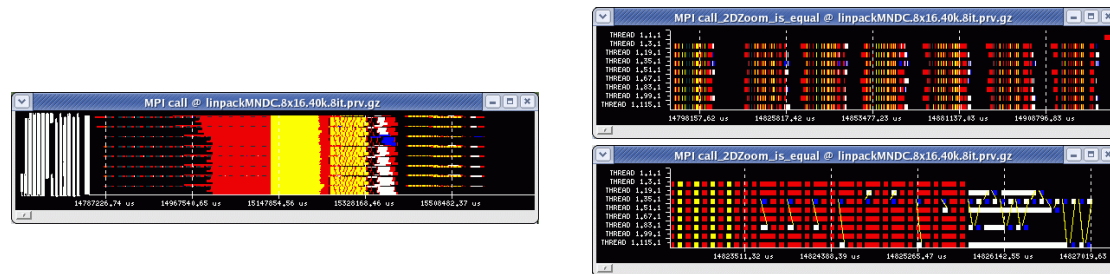 MPI call @ linpackMNDC.8x16.40k.8it.prv.gz
14787226,74 us 14967540,65 us 15147854,56 us 15328168,46 us 15508482,37 us
MPI call_2DZoom_is_equal @ linpackMNDC.8x16.40k.8it.prv.gz
THREAD 1.1.1
THREAD 1.3.1
THREAD 1.19.1
THREAD 1.35.1
THREAD 1.51.1
THREAD 1.67.1
THREAD 1.83.1
THREAD 1.99.1
THREAD 1.115.1
14798157,62 us 14825817,42 us 14853477,23 us 14881137,03 us 14908796,83 us
MPI call_2DZoom_is_equal @ linpackMNDC.8x16.40k.8it.prv.gz
THREAD 1.1.1
THREAD 1.3.1
THREAD 1.19.1
THREAD 1.35.1
THREAD 1.51.1
THREAD 1.67.1
THREAD 1.83.1
THREAD 1.99.1
THREAD 1.115.1
14823511,32 us 14824388,39 us 14825265,47 us 14826142,55 us 14827019,63